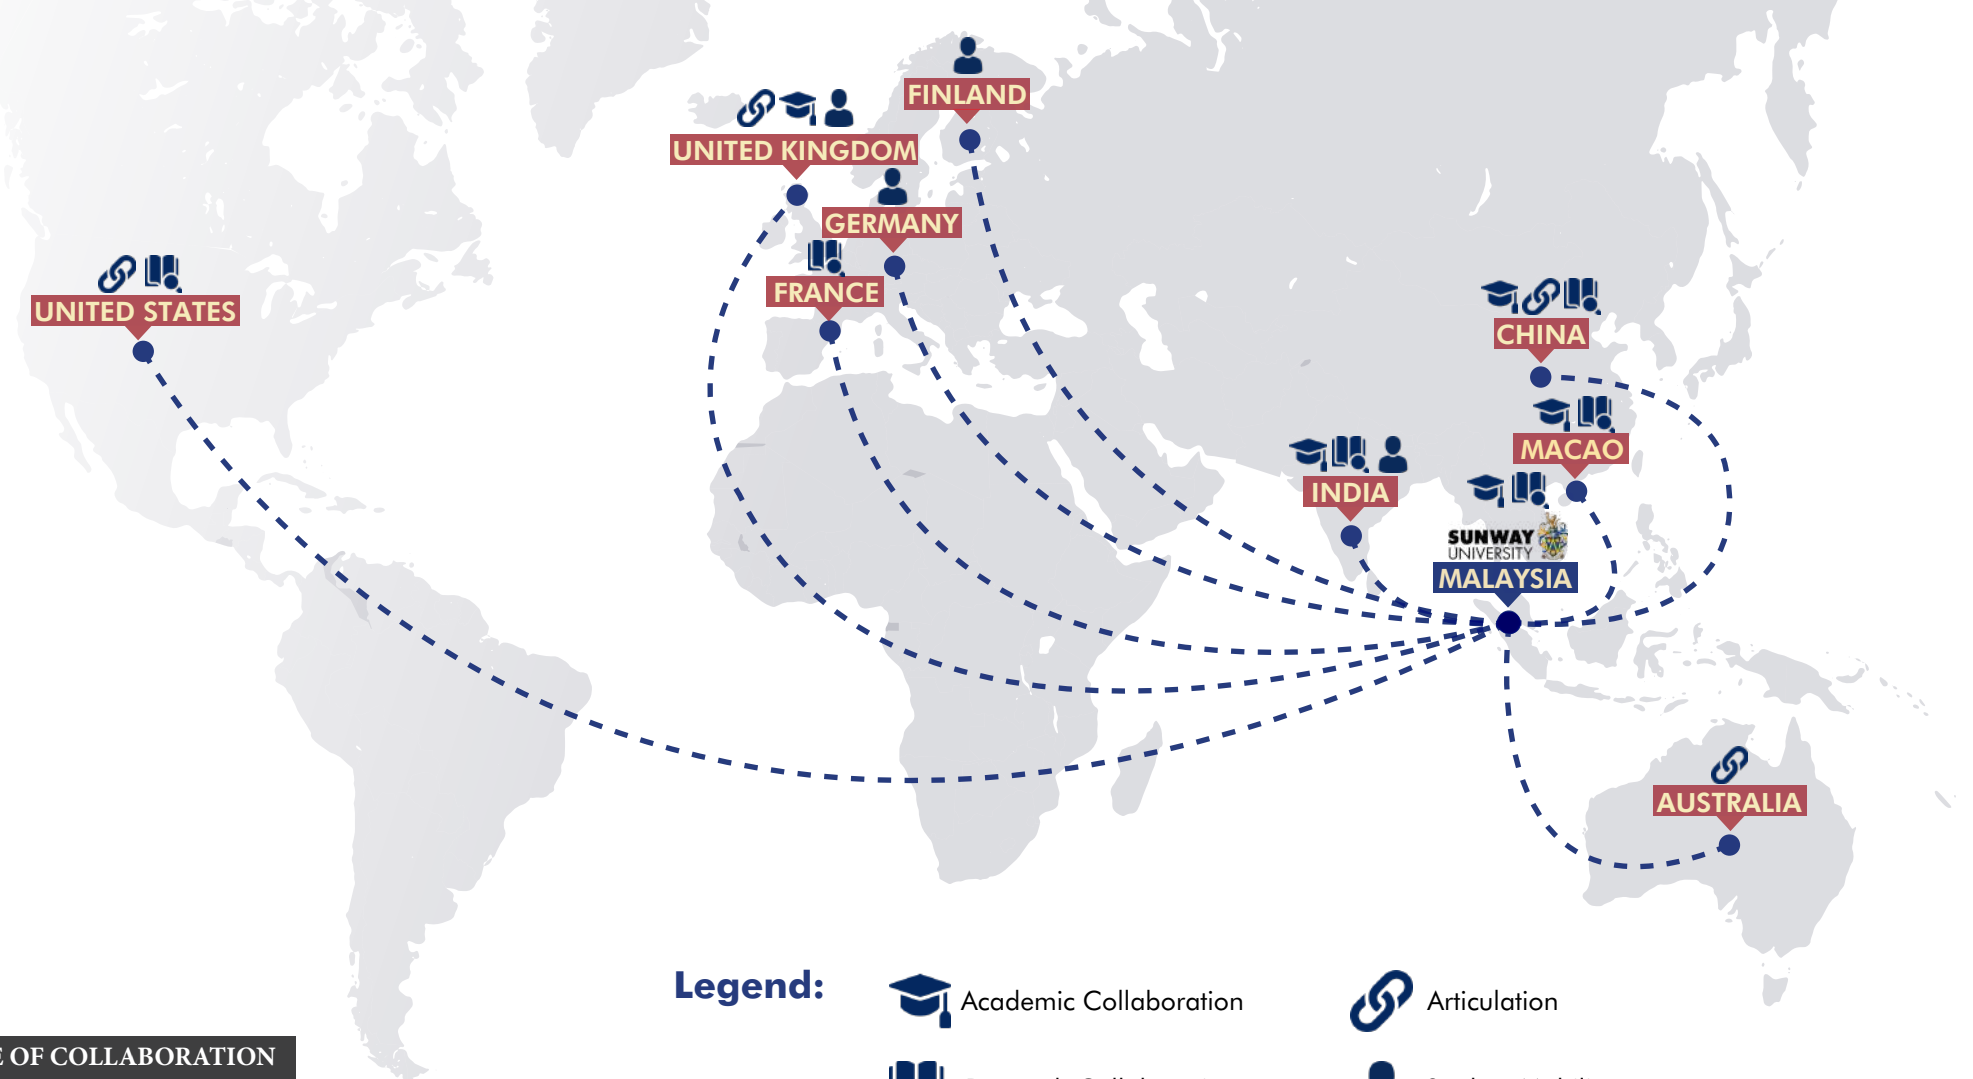 FINLAND
UNITED KINGDOM
GERMANY
FRANCE
UNITED STATES
CHINA
MACAO
INDIA
SUNWAY
UNIVERSITY
MALAYSIA
AUSTRALIA
Legend:
Academic Collaboration
Articulation
OF COLLABORATION